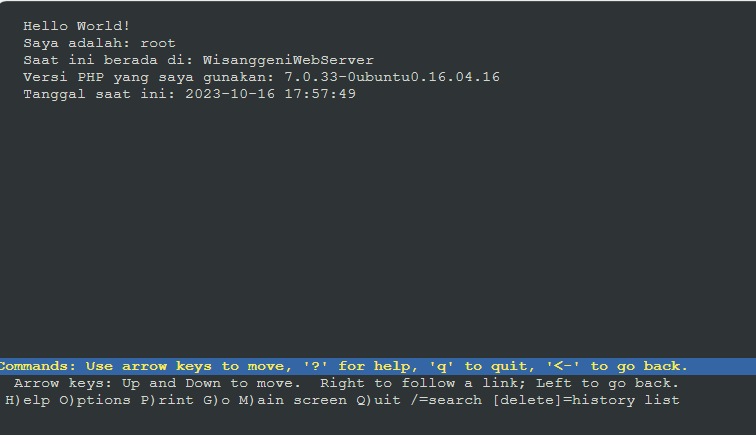 Hello World!
Saya adalah: root
Saat ini berada di: WisanggeniWebServer
Versi PHP yang saya gunakan: 7.0.33-0ubuntu0.16.04.16
Tanggal saat ini: 2023-10-16 17:57:49
Commands: Use arrow keys to move, '?' for help, 'q' to quit, '<-' to go back.
Arrow keys: Up and Down to move.  Right to follow a link; Left to go back.
H)elp O)ptions P)rint G)o M)ain screen Q)uit /=search [delete]=history list